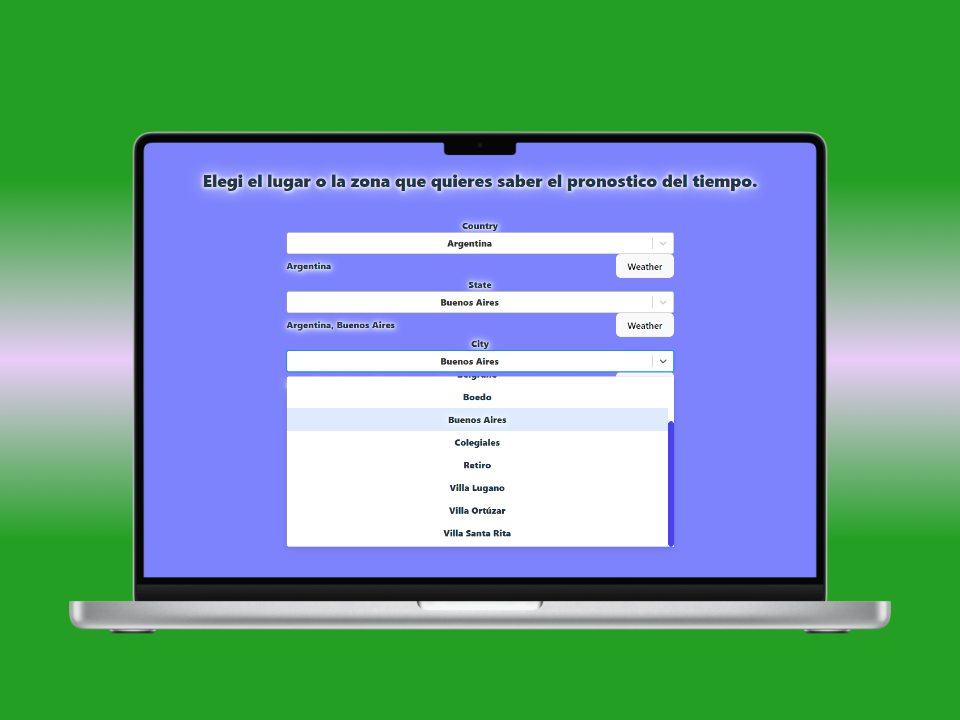 Elegi el lugar o la zona que quieres saber el pronostico del tiempo.
Country
Argentina
Argentina
Weather
State
Buenos Aires
Argentina, Buenos Aires
Weather
City
Buenos Aires
Boedo
Buenos Aires
Colegiales
Retiro
Villa Lugano
Villa Ortúzar
Villa Santa Rita